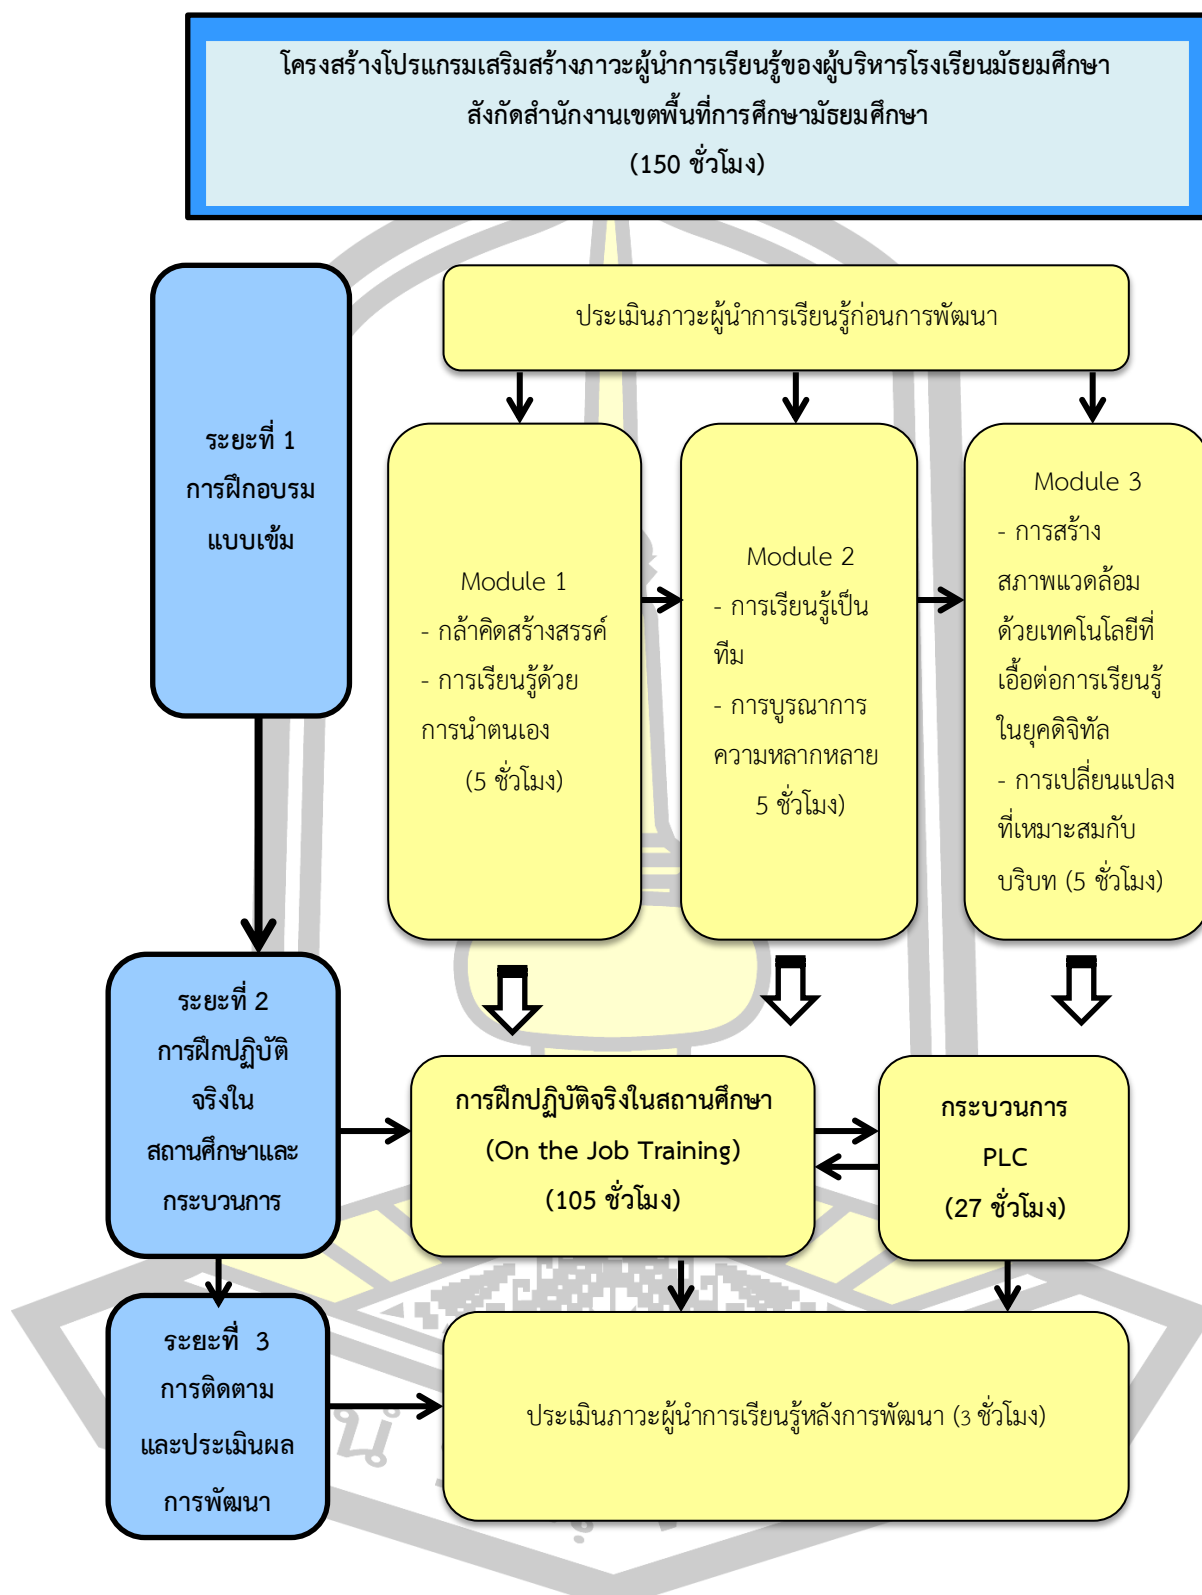 โครงสร้างโปรแกรมเสริมสร้างภาวะผู้นำการเรียนรู้ของผู้บริหารโรงเรียนมัธยมศึกษา
สังกัดสำนักงานเขตพื้นที่การศึกษามัธยมศึกษา
(150 ชั่วโมง)
ระยะที่ 1
การฝึกอบรม
แบบเข้ม
ประเมินภาวะผู้นำการเรียนรู้ก่อนการพัฒนา
Module 1
- กล้าคิดสร้างสรรค์
- การเรียนรู้ด้วย
การนำตนเอง
(5 ชั่วโมง)
Module 2
- การเรียนรู้เป็น
ทีม
- การบูรณาการ
ความหลากหลาย
5 ชั่วโมง)
Module 3
- การสร้าง
สภาพแวดล้อม
ด้วยเทคโนโลยีที่
เอื้อต่อการเรียนรู้
ในยุคดิจิทัล
- การเปลี่ยนแปลง
ที่เหมาะสมกับ
บริบท (5 ชั่วโมง)
ระยะที่ 2
การฝึกปฏิบัติ
จริงใน
สถานศึกษาและ
กระบวนการ
การฝึกปฏิบัติจริงในสถานศึกษา
(On the Job Training)
(105 ชั่วโมง)
กระบวนการ
PLC
(27 ชั่วโมง)
ระยะที่ 3
การติดตาม
และประเมินผล
การพัฒนา
ประเมินภาวะผู้นำการเรียนรู้หลังการพัฒนา (3 ชั่วโมง)